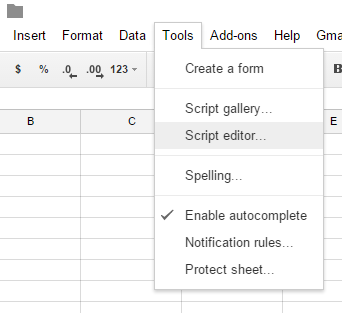 Insert Format Data Tools Add-ons Help Gma
$ % .0 .00 123 B
Create a form
Script gallery...
B C E
Script editor...
Spelling...
Enable autocomplete
Notification rules...
Protect sheet...